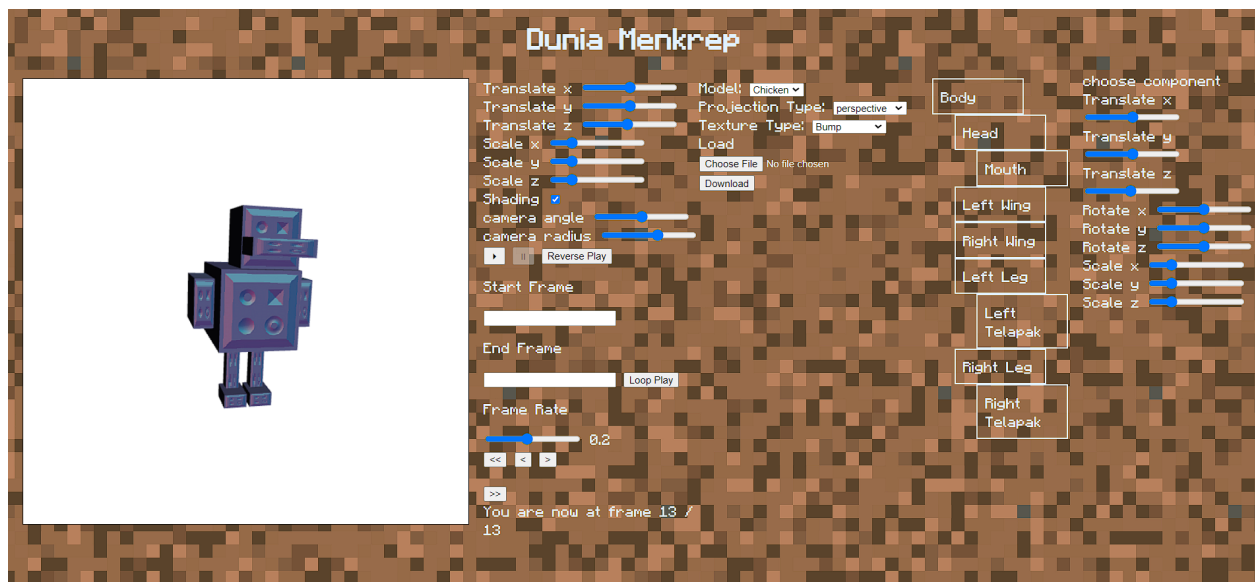 Dunia Menkrep
Translate x
Translate y
Translate z
Scale x
Scale y
Scale z
Shading
camera angle
camera radius
Reverse Play
Start Frame
End Frame
Loop Play
Frame Rate
0.2
<< < >
>>
You are now at frame 13 /
13
Model: Chicken
Projection Type: perspective
Texture Type: Bump
Load
Choose File No file chosen
Download
Body
Head
Mouth
Left Wing
Right Wing
Left Leg
Left
Telapak
Right Leg
Right
Telapak
choose component
Translate x
Translate y
Translate z
Rotate x
Rotate y
Rotate z
Scale x
Scale y
Scale z